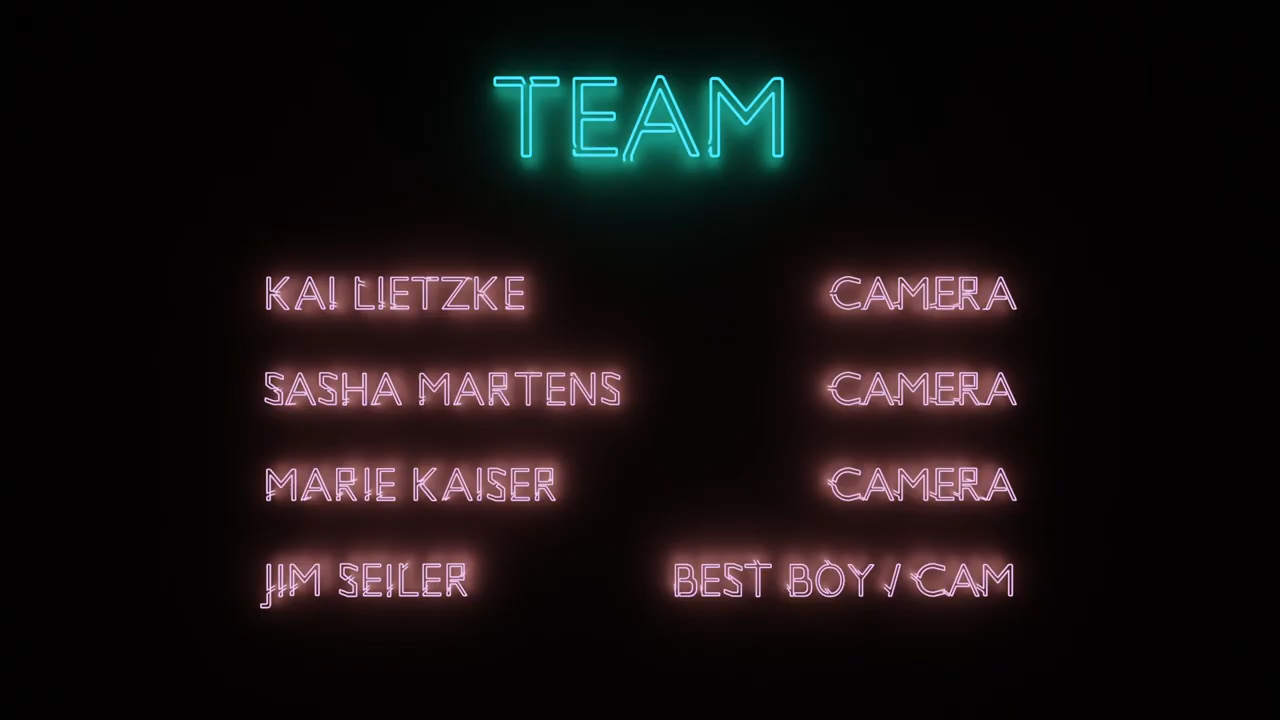 TEAM
KAI LIETZKE CAMERA
SASHA MARTENS CAMERA
MARIE KAISER CAMERA
JIM SEILER BEST BOY / CAM